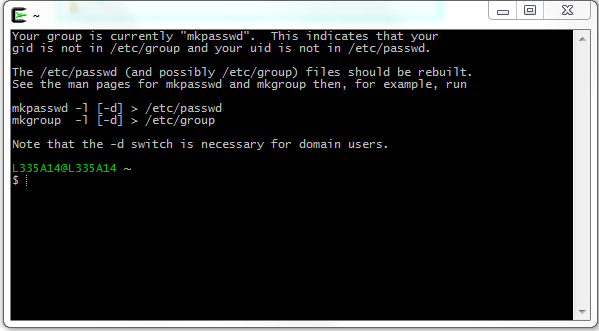 ~
Your group is currently "mkpasswd".  This indicates that your
gid is not in /etc/group and your uid is not in /etc/passwd.
The /etc/passwd (and possibly /etc/group) files should be rebuilt.
See the man pages for mkpasswd and mkgroup then, for example, run
mkpasswd -l [-d] > /etc/passwd
mkgroup  -l [-d] > /etc/group
Note that the -d switch is necessary for domain users.
L335A14@L335A14 ~
$